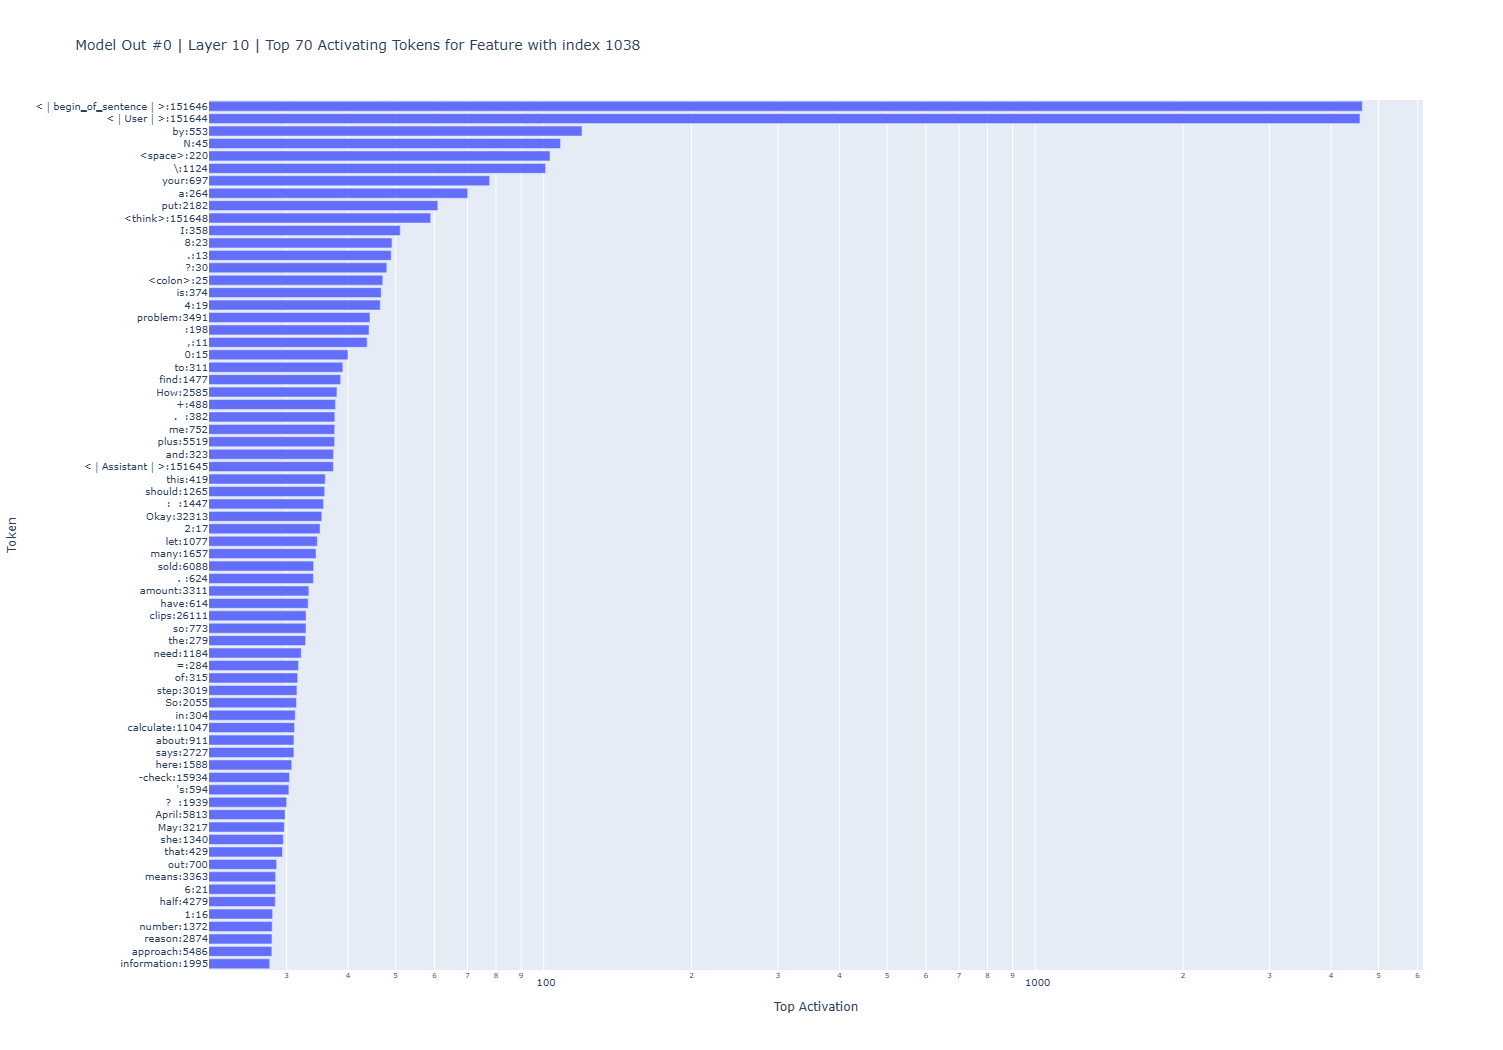 Model Out #0 | Layer 10 | Top 70 Activating Tokens for Feature with index 1038
<｜begin▁of▁sentence｜>:151646
<｜User｜>:151644
by:553
N:45
<space>:220
\:1124
your:697
a:264
put:2182
<think>:151648
I:358
8:23
.:13
?:30
<colon>:25
is:374
4:19
problem:3491
:198
,:11
0:15
to:311
find:1477
How:2585
+:488
. :382
me:752
plus:5519
and:323
<｜Assistant｜>:151645
this:419
should:1265
: :1447
Okay:32313
2:17
let:1077
many:1657
sold:6088
. :624
amount:3311
have:614
clips:26111
so:773
the:279
need:1184
=:284
of:315
step:3019
So:2055
in:304
calculate:11047
about:911
says:2727
here:1588
-check:15934
's:594
? :1939
April:5813
May:3217
she:1340
that:429
out:700
means:3363
6:21
half:4279
1:16
number:1372
reason:2874
approach:5486
information:1995
3 4 5 6 7 8 9 100 2 3 4 5 6 7 8 9 1000 2 3 4 5 6
Top Activation
Token